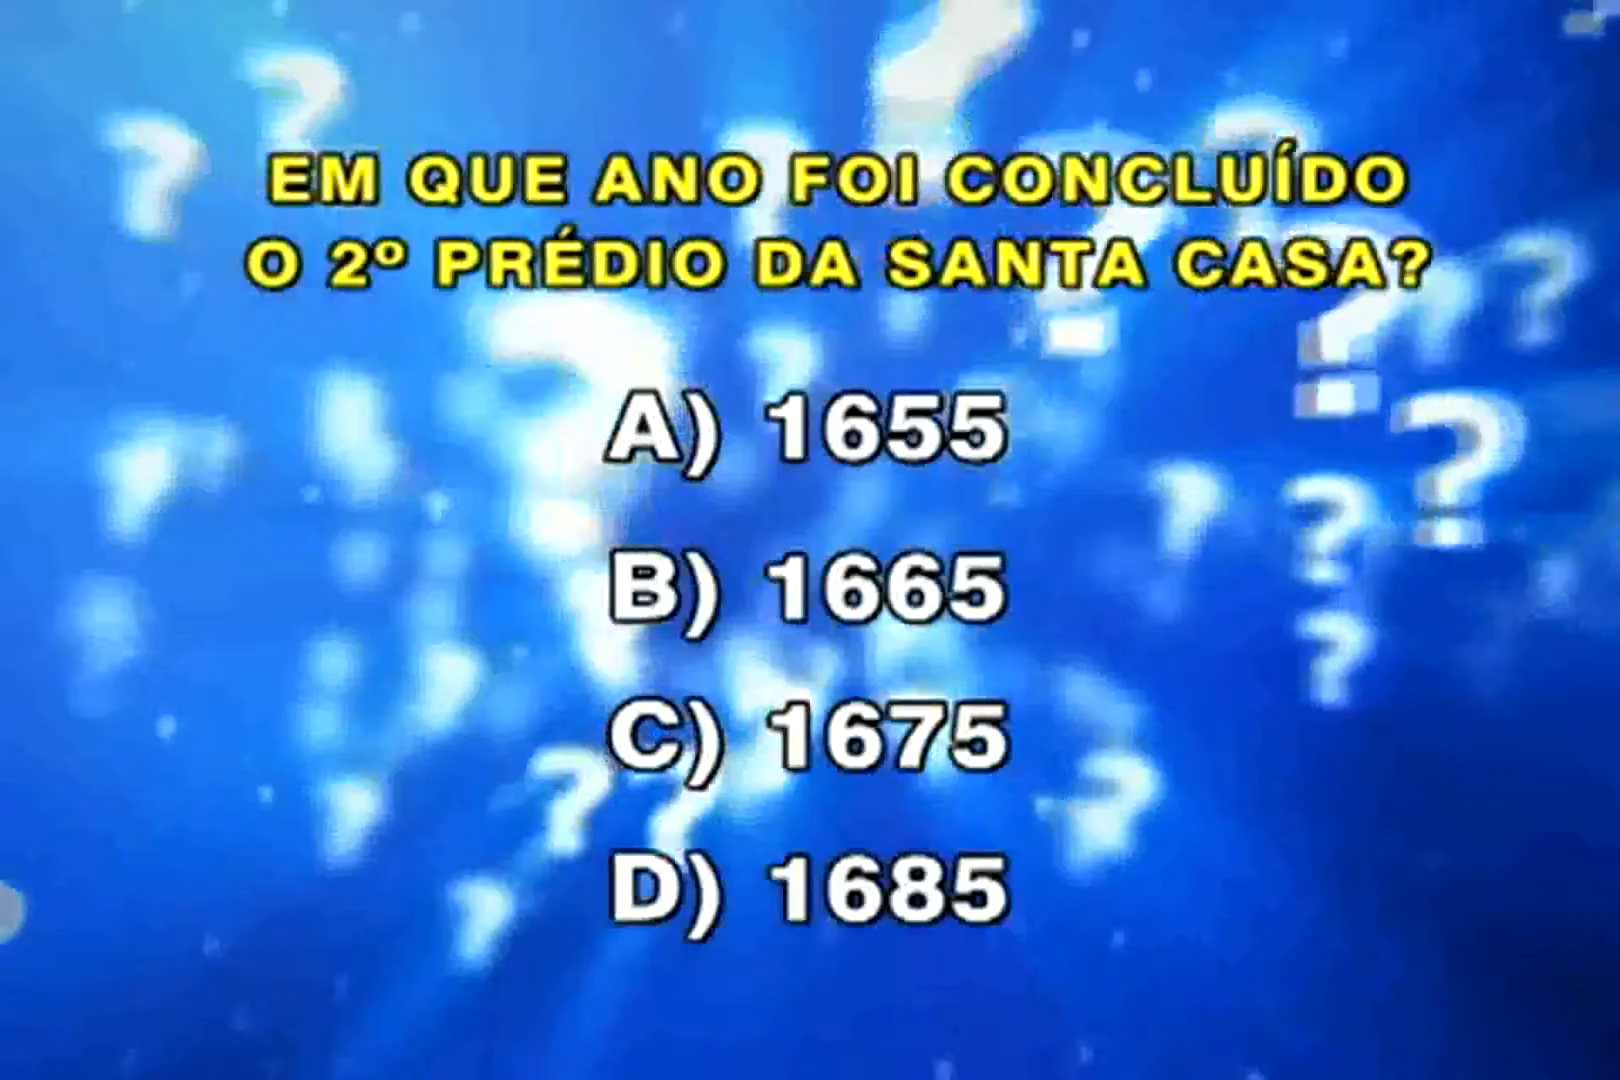 EM QUE ANO FOI CONCLUÍDO
O 2º PRÉDIO DA SANTA CASA?
A) 1655
B) 1665
C) 1675
D) 1685